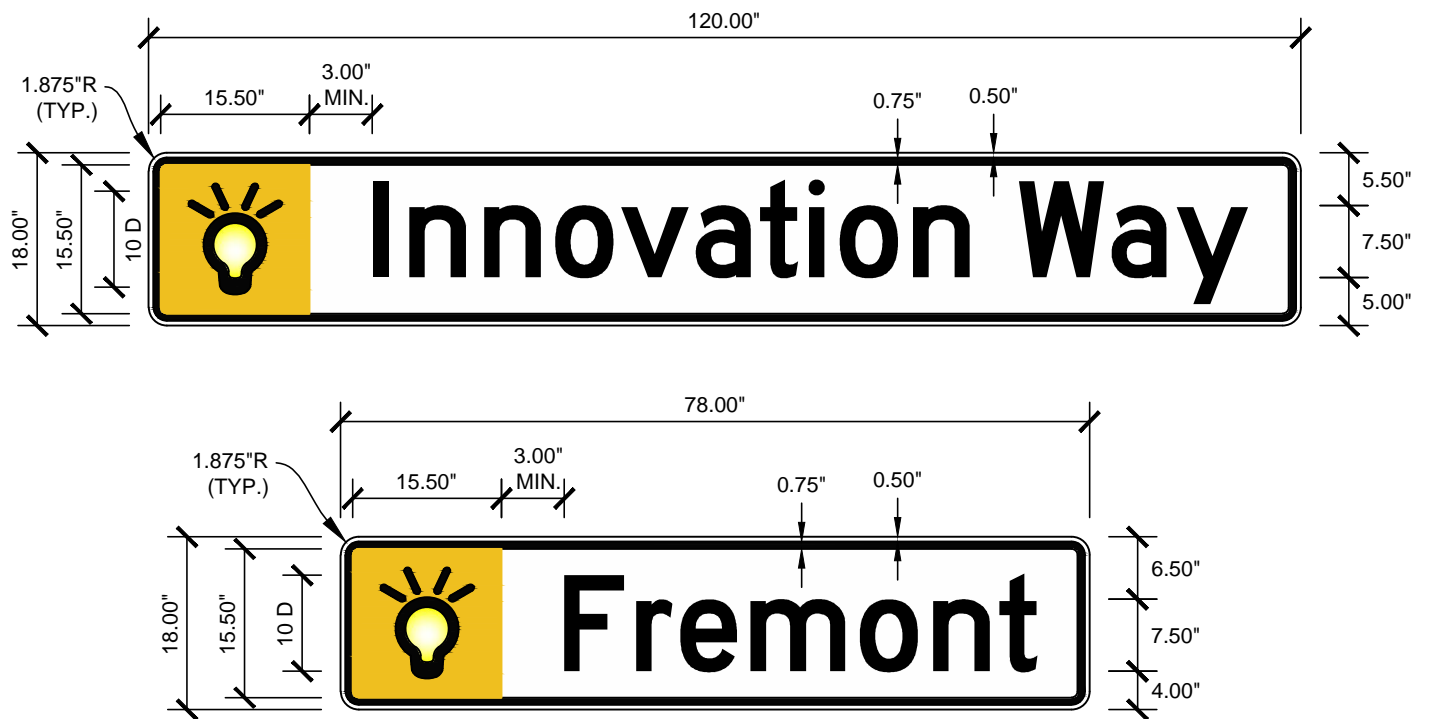 120.00"
1.875"R
(TYP.)
15.50"
3.00"
MIN.
0.75"
0.50"
18.00"
15.50"
10 D
Innovation Way
5.50"
7.50"
5.00"
78.00"
1.875"R
(TYP.)
15.50"
3.00"
MIN.
0.75"
0.50"
18.00"
15.50"
10 D
Fremont
6.50"
7.50"
4.00"